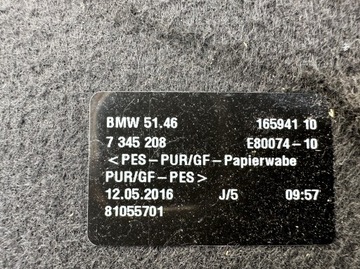 BMW 51.46 165941 10
7 345 208 E80074-10
<PES-PUR/GF-Papierwabe
PUR/GF-PES>
12.05.2016 J/5 09:57
81055701